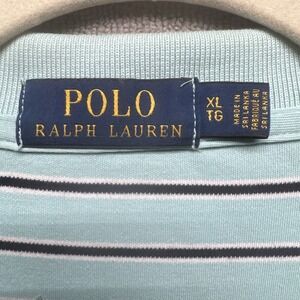 POLO
RALPH LAUREN
XL
TG
MADE IN
SRI LANKA
FABRIQUÉ AU
SRI LANKA